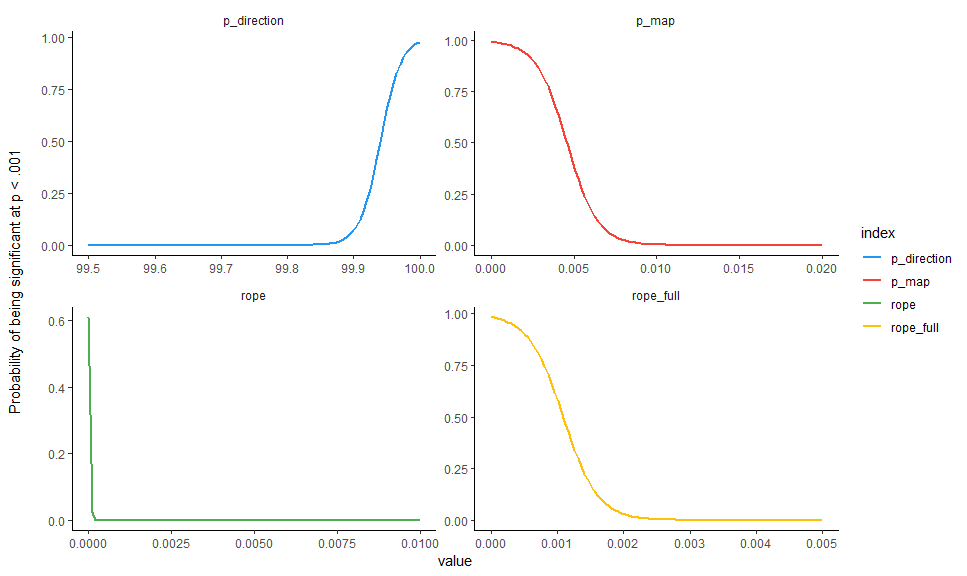 p_direction
p_map
1.00
0.75
0.50
0.25
0.00
99.5 99.6 99.7 99.8 99.9 100.0
1.00
0.75
0.50
0.25
0.00
0.000 0.005 0.010 0.015 0.020
rope
rope_full
0.6
0.4
0.2
0.0
0.0000 0.0025 0.0050 0.0075 0.0100
1.00
0.75
0.50
0.25
0.00
0.000 0.001 0.002 0.003 0.004 0.005
Probability of being significant at p < .001
value
index
p_direction
p_map
rope
rope_full